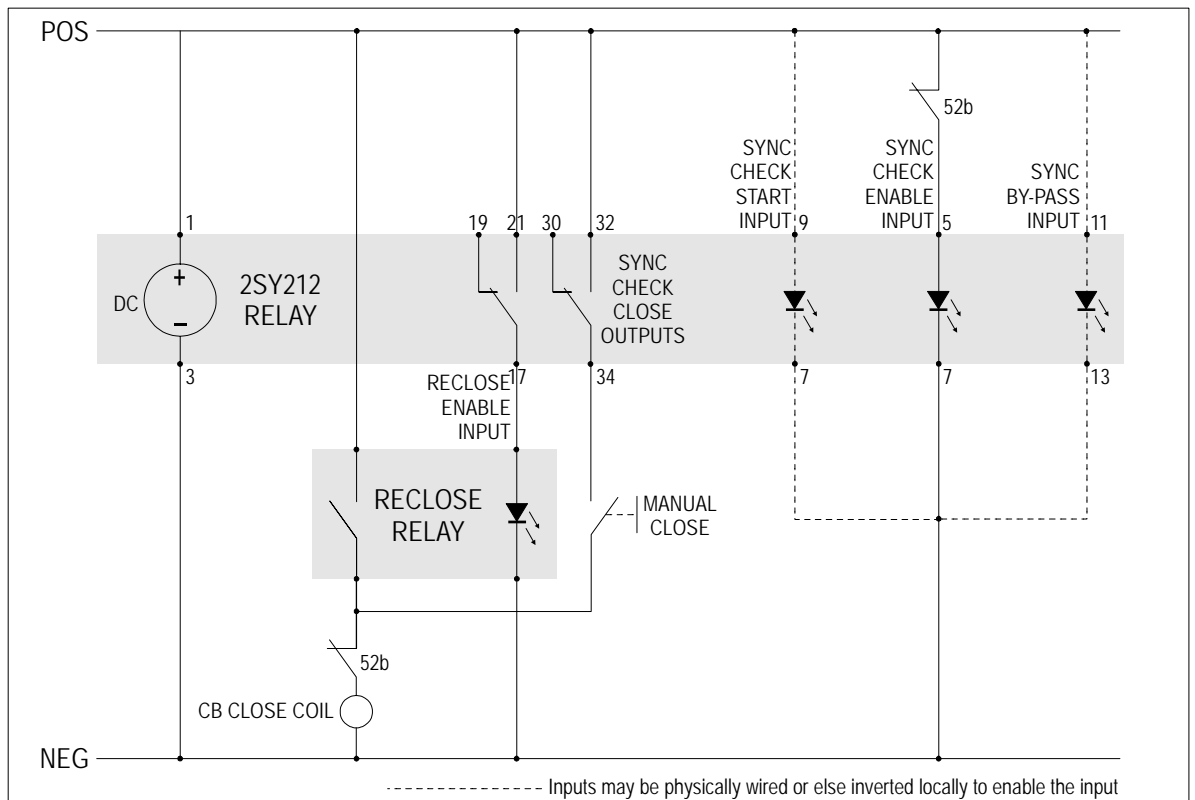 POS
52b
SYNC
CHECK
START
INPUT
SYNC
CHECK
ENABLE
INPUT
SYNC
BY-PASS
INPUT
1
19
21
30
32
9
5
11
DC
+
−
2SY212
RELAY
SYNC
CHECK
CLOSE
OUTPUTS
3
17
34
7
7
13
RECLOSE
ENABLE
INPUT
RECLOSE
RELAY
MANUAL
CLOSE
52b
CB CLOSE COIL
NEG
Inputs may be physically wired or else inverted locally to enable the input